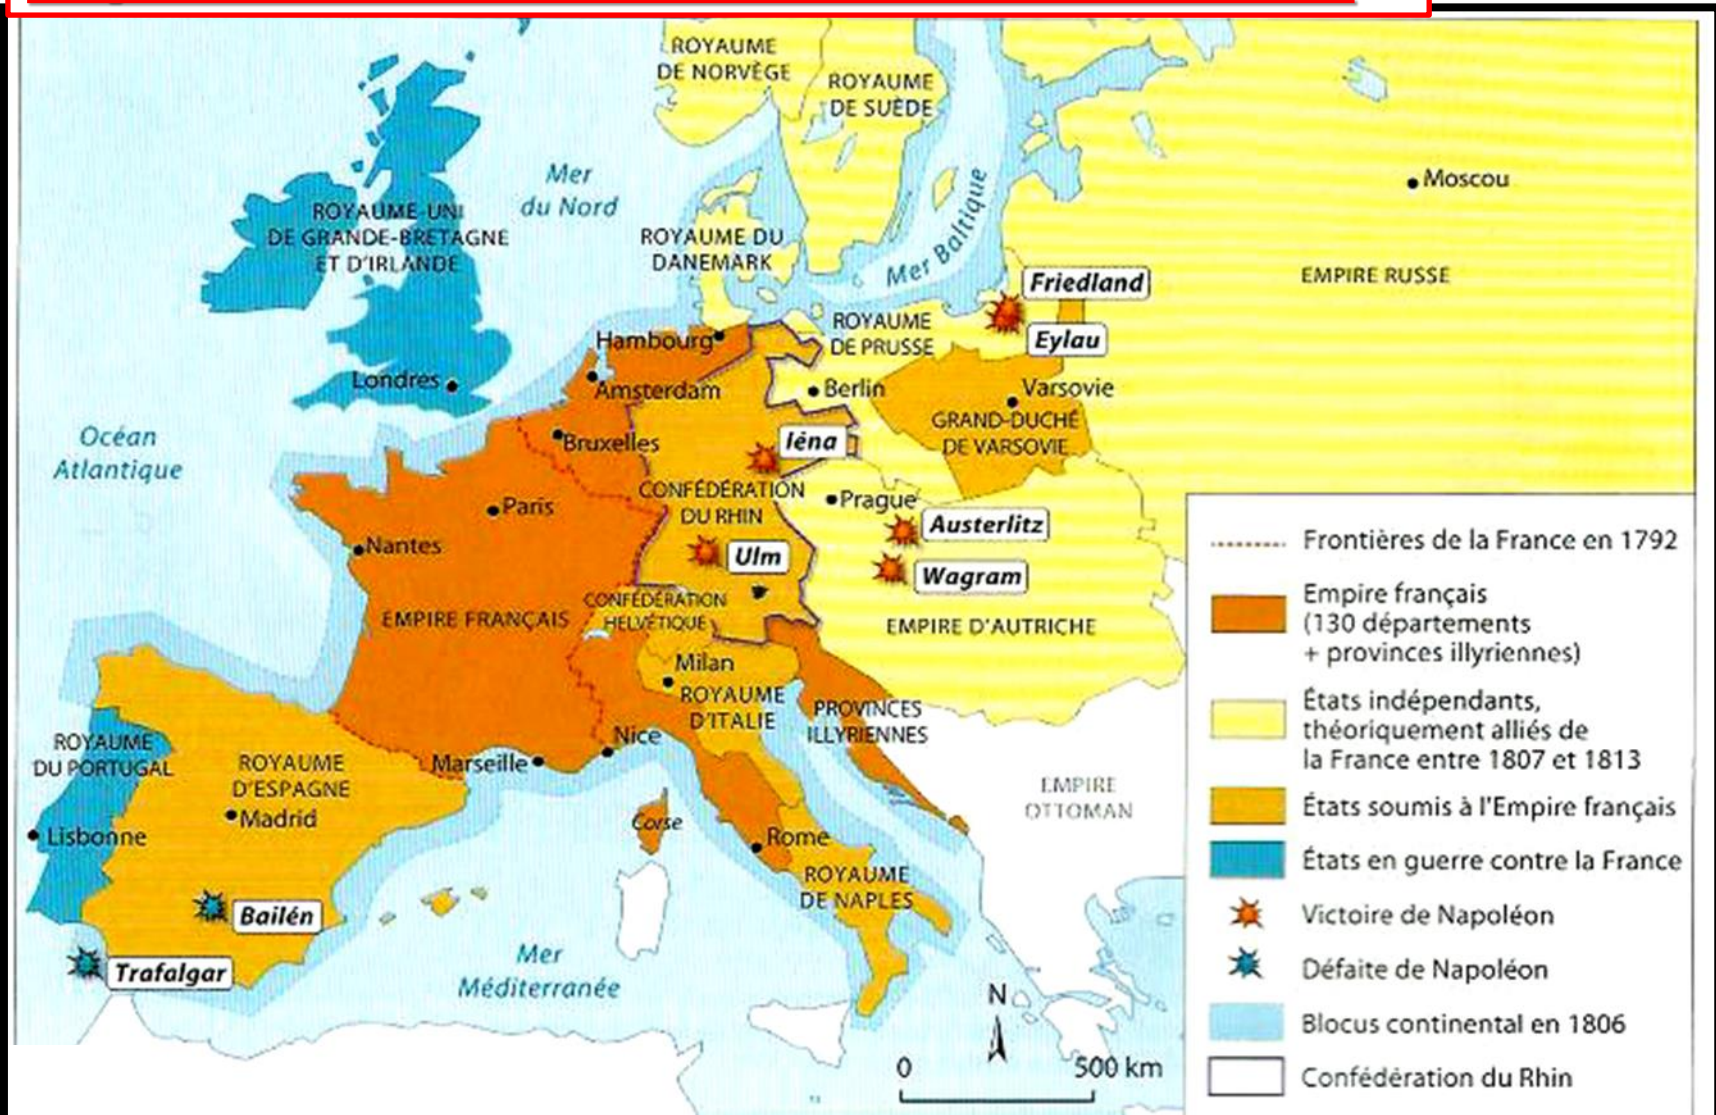 ROYAUME
DE NORVÈGE
ROYAUME
DE SUÈDE
Mer
du Nord
Moscou
ROYAUME-UNI
DE GRANDE-BRETAGNE
ET D'IRLANDE
ROYAUME DU
DANEMARK
Mer Baltique
EMPIRE RUSSE
Friedland
Eylau
ROYAUME
DE PRUSSE
Hambourg
Londres
Amsterdam
Berlin
Varsovie
GRAND-DUCHÉ
DE VARSOVIE
Océan
Atlantique
Bruxelles
Iéna
CONFÉDÉRATION
DU RHIN
Prague
Paris
Austerlitz
Nantes
Ulm
Wagram
CONFÉDÉRATION
HELVÉTIQUE
EMPIRE FRANÇAIS
EMPIRE D'AUTRICHE
Milan
ROYAUME
D'ITALIE
PROVINCES
ILLYRIENNES
Nice
Marseille
ROYAUME
DU PORTUGAL
ROYAUME
D'ESPAGNE
Madrid
Lisbonne
EMPIRE
OTTOMAN
Corse
Rome
ROYAUME
DE NAPLES
Bailén
Trafalgar
Mer
Méditerranée
N
0 500 km
Frontières de la France en 1792
Empire français
(130 départements
+ provinces illyriennes)
États indépendants,
théoriquement alliés de
la France entre 1807 et 1813
États soumis à l'Empire français
États en guerre contre la France
Victoire de Napoléon
Défaite de Napoléon
Blocus continental en 1806
Confédération du Rhin